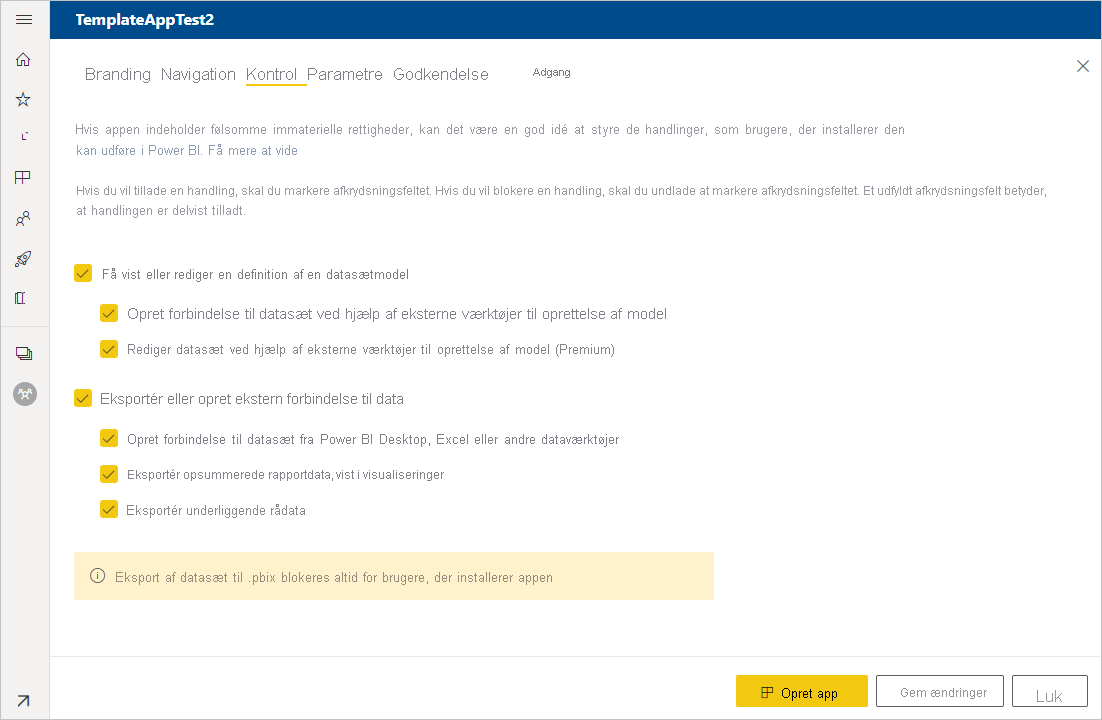 TemplateAppTest2
Branding Navigation Kontrol Parametre Godkendelse Adgang
Hvis appen indeholder følsomme immaterielle rettigheder, kan det være en god idé at styre de handlinger, som brugere, der installerer den
kan udføre i Power BI. Få mere at vide
Hvis du vil tillade en handling, skal du markere afkrydsningsfeltet. Hvis du vil blokere en handling, skal du undlade at markere afkrydsningsfeltet. Et udfyldt afkrydsningsfelt betyder,
at handlingen er delvist tilladt.
Få vist eller rediger en definition af en datasætmodel
Opret forbindelse til datasæt ved hjælp af eksterne værktøjer til oprettelse af model
Rediger datasæt ved hjælp af eksterne værktøjer til oprettelse af model (Premium)
Eksportér eller opret ekstern forbindelse til data
Opret forbindelse til datasæt fra Power BI Desktop, Excel eller andre dataværktøjer
Eksportér opsummerede rapportdata, vist i visualiseringer
Eksportér underliggende rådata
Eksport af datasæt til .pbix blokeres altid for brugere, der installerer appen
Opret app Gem ændringer Luk